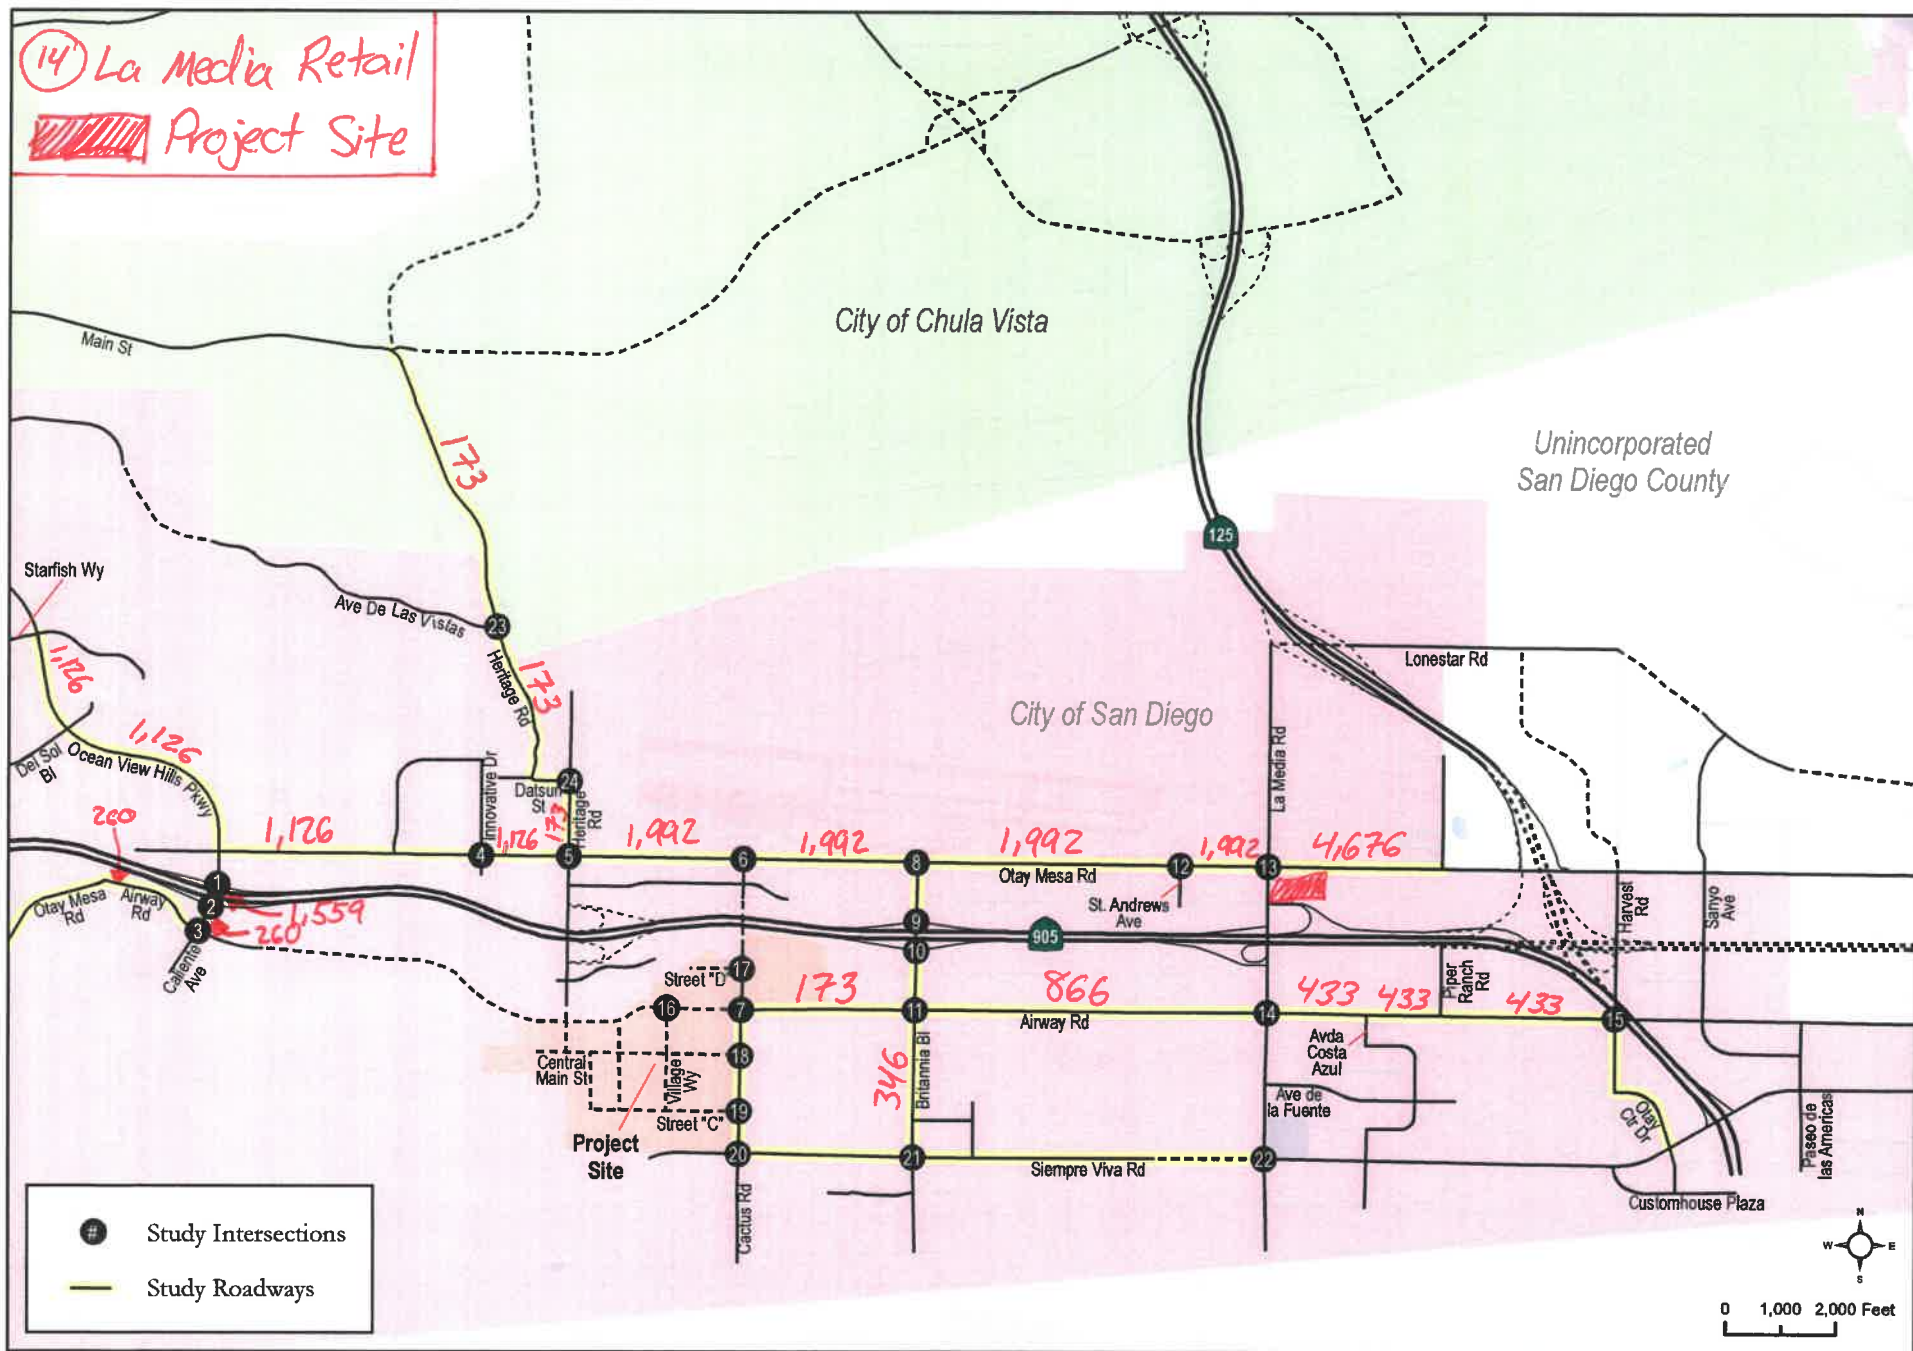 14 La Media Retail
Project Site
City of Chula Vista
Main St
Unincorporated
San Diego County
173
125
Starfish Wy
Ave De Las Vistas
23
Heritage Rd
173
Lonestar Rd
1,126
City of San Diego
La Media Rd
1,126
Del Sol
Bl
Ocean View Hills Pkwy
Innovative Dr
24
Datsun
St
Heritage
Rd
173
260
1,126
1,126
1,992
1,992
1,992
1,992
4,676
4
5
6
8
12
13
Otay Mesa Rd
1
2
3
Otay Mesa
Rd
Airway
Rd
1,559
260
Caliente
Ave
St. Andrews
Ave
9
10
905
Harvest
Rd
Sanyo
Ave
17
Street "D"
Piper
Ranch
Rd
16
7
173
11
866
Airway Rd
14
433
433
433
15
18
Central
Main St
Village
Wy
346
Britannia Bl
Avda
Costa
Azul
Ave de
la Fuente
19
Street "C"
Project
Site
20
21
Siempre Viva Rd
22
Otay
Ctr Dr
Paseo de
las Americas
Customhouse Plaza
Cactus Rd
# Study Intersections
Study Roadways
N
W E
S
0 1,000 2,000 Feet